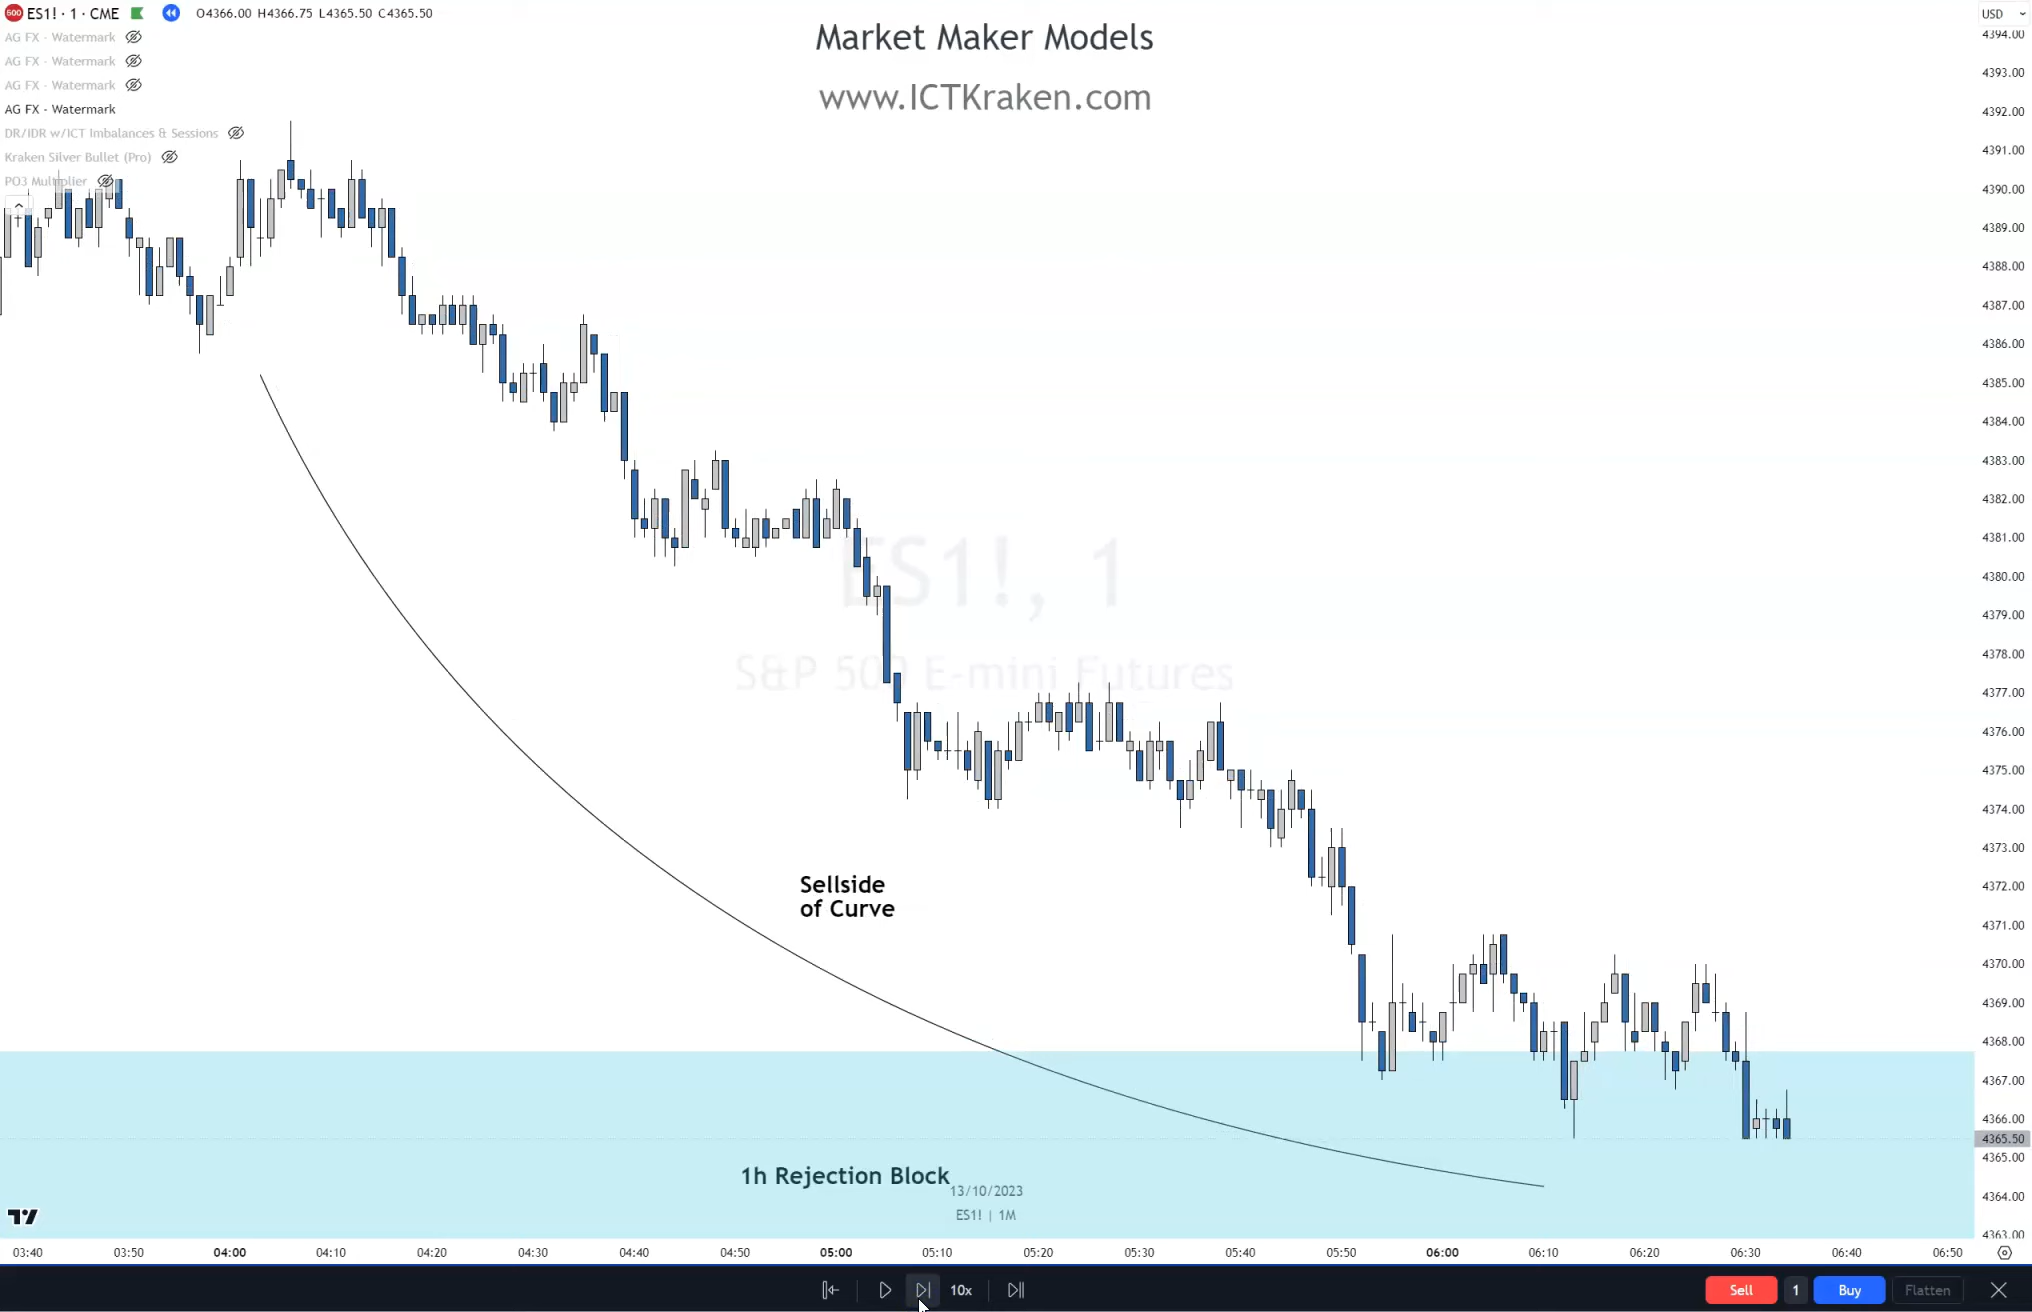 500 ES1! · 1 · CME O4366.00 H4366.75 L4365.50 C4365.50
AG FX - Watermark
AG FX - Watermark
AG FX - Watermark
AG FX - Watermark
DR/IDR w/ICT Imbalances & Sessions
Kraken Silver Bullet (Pro)
PO3 Multiplier
Market Maker Models
www.ICTKraken.com
USD
4394.00
4393.00
4392.00
4391.00
4390.00
4389.00
4388.00
4387.00
4386.00
4385.00
4384.00
4383.00
4382.00
4381.00
4380.00
4379.00
4378.00
4377.00
4376.00
4375.00
4374.00
4373.00
4372.00
4371.00
4370.00
4369.00
4368.00
4367.00
4366.00
4365.50
4365.00
4364.00
4363.00
ES1!, 1
S&P 500 E-mini Futures
Sellside
of Curve
1h Rejection Block
13/10/2023
ES1! | 1M
03:40 03:50 04:00 04:10 04:20 04:30 04:40 04:50 05:00 05:10 05:20 05:30 05:40 05:50 06:00 06:10 06:20 06:30 06:40 06:50
10x
Sell 1 Buy Flatten